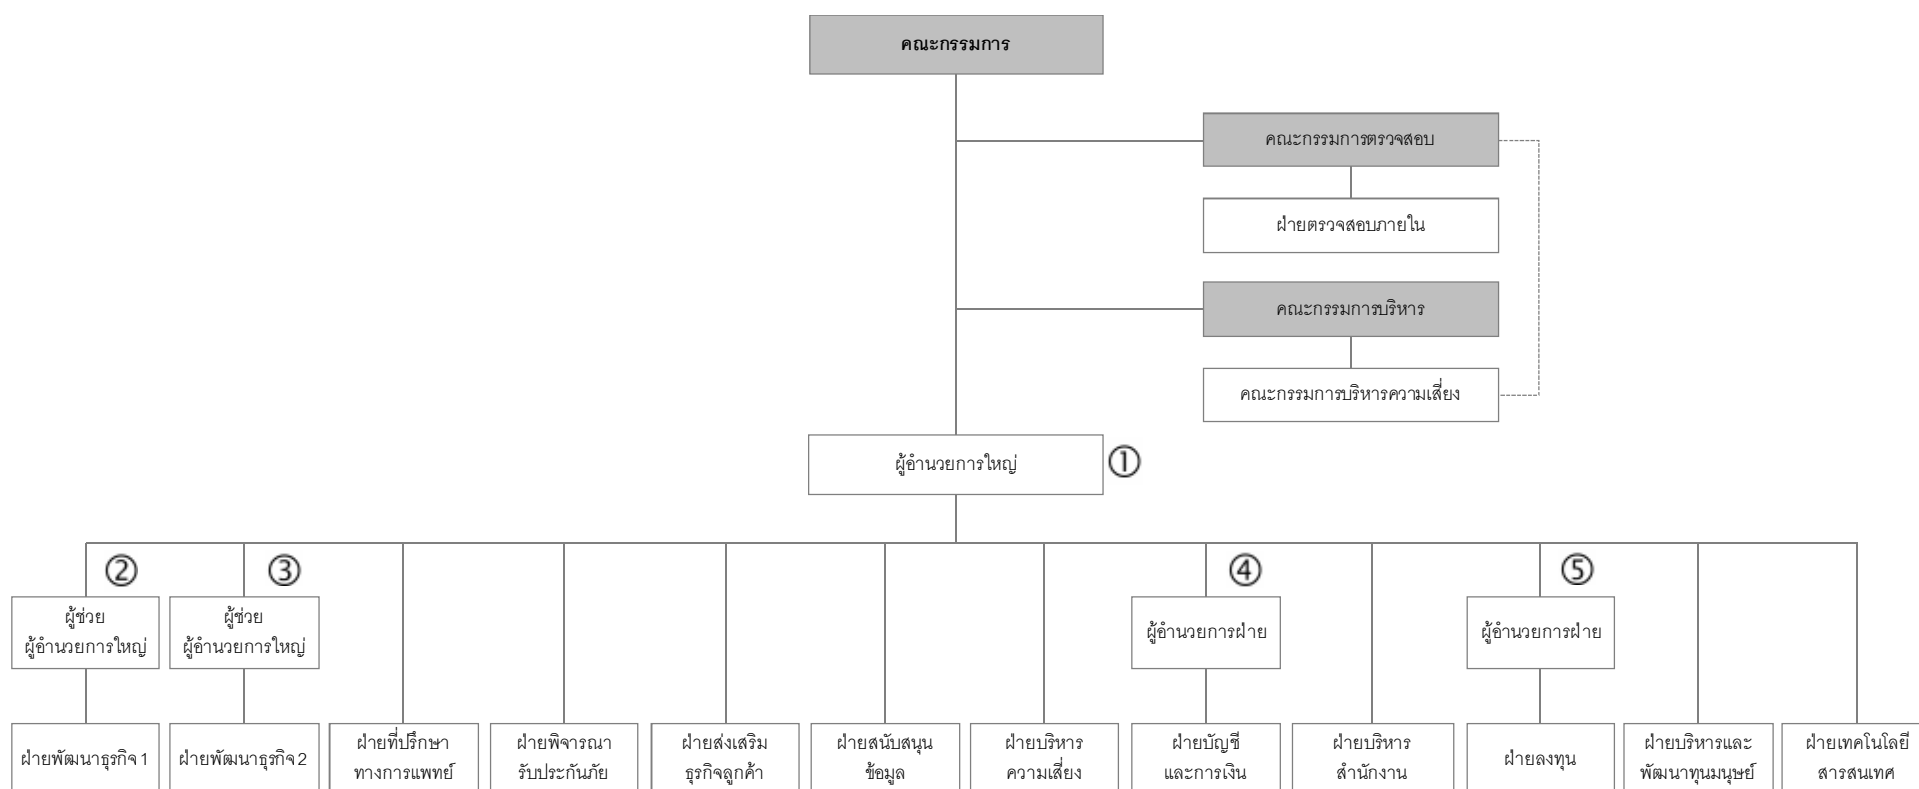 คณะกรรมการ
คณะกรรมการตรวจสอบ
ฝ่ายตรวจสอบภายใน
คณะกรรมการบริหาร
คณะกรรมการบริหารความเสี่ยง
ผู้อำนวยการใหญ่
①
②
③
④
⑤
ผู้ช่วย
ผู้อำนวยการใหญ่
ผู้ช่วย
ผู้อำนวยการใหญ่
ผู้อำนวยการฝ่าย
ผู้อำนวยการฝ่าย
ฝ่ายพัฒนาธุรกิจ 1
ฝ่ายพัฒนาธุรกิจ 2
ฝ่ายที่ปรึกษา
ทางการแพทย์
ฝ่ายพิจารณา
รับประกันภัย
ฝ่ายส่งเสริม
ธุรกิจลูกค้า
ฝ่ายสนับสนุน
ข้อมูล
ฝ่ายบริหาร
ความเสี่ยง
ฝ่ายบัญชี
และการเงิน
ฝ่ายบริหาร
สำนักงาน
ฝ่ายลงทุน
ฝ่ายบริหารและ
พัฒนาทุนมนุษย์
ฝ่ายเทคโนโลยี
สารสนเทศ